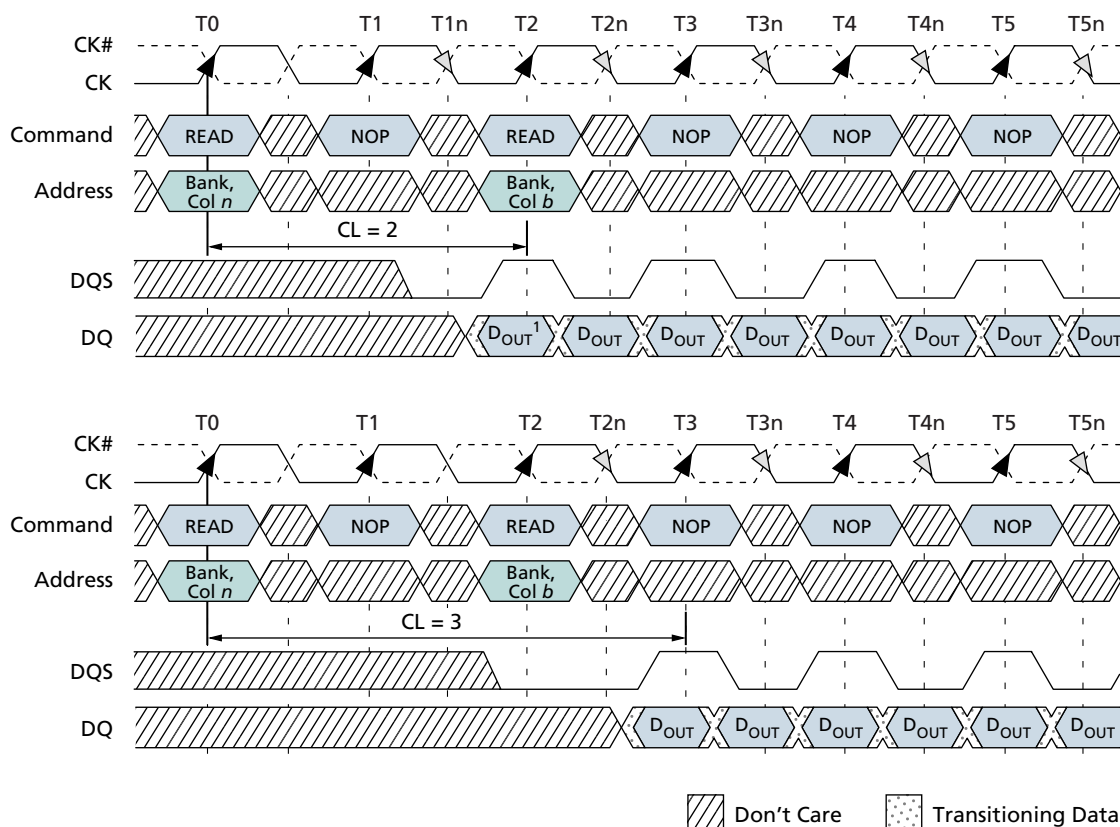 T0 T1 T1n T2 T2n T3 T3n T4 T4n T5 T5n
CK#
CK
Command READ NOP READ NOP NOP NOP
Address Bank, Col n Bank, Col b
CL = 2
DQS
DQ DOUT1 DOUT DOUT DOUT DOUT DOUT DOUT DOUT
T0 T1 T2 T2n T3 T3n T4 T4n T5 T5n
CK#
CK
Command READ NOP READ NOP NOP NOP
Address Bank, Col n Bank, Col b
CL = 3
DQS
DQ DOUT DOUT DOUT DOUT DOUT DOUT
Don't Care Transitioning Data